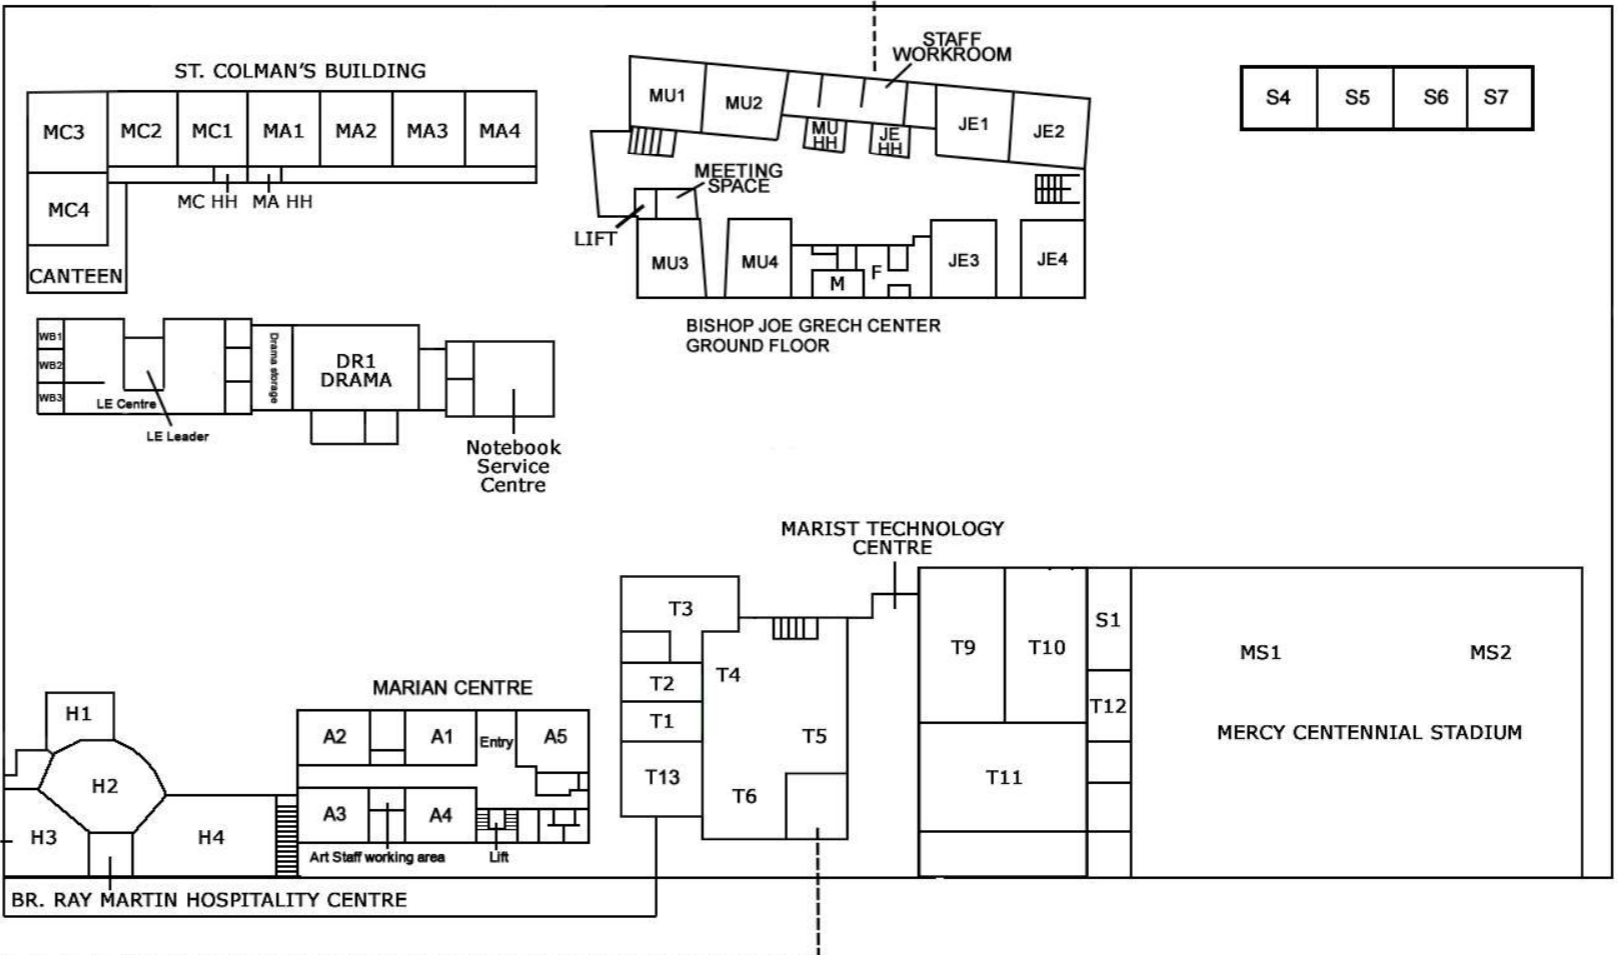 ST. COLMAN'S BUILDING
MC3
MC2
MC1
MA1
MA2
MA3
MA4
MC4
MC HH
MA HH
CANTEEN
STAFF
WORKROOM
MU1
MU2
MU
HH
JE
HH
JE1
JE2
MEETING
SPACE
LIFT
MU3
MU4
M
F
JE3
JE4
BISHOP JOE GRECH CENTER
GROUND FLOOR
S4
S5
S6
S7
WB1
WB2
WB3
LE Centre
LE Leader
Drama storage
DR1
DRAMA
Notebook
Service
Centre
MARIST TECHNOLOGY
CENTRE
T3
T2
T1
T13
T4
T5
T6
T9
T10
T11
S1
T12
MS1
MS2
MERCY CENTENNIAL STADIUM
MARIAN CENTRE
A2
A1
Entry
A5
A3
A4
Art Staff working area
Lift
H1
H2
H3
H4
BR. RAY MARTIN HOSPITALITY CENTRE